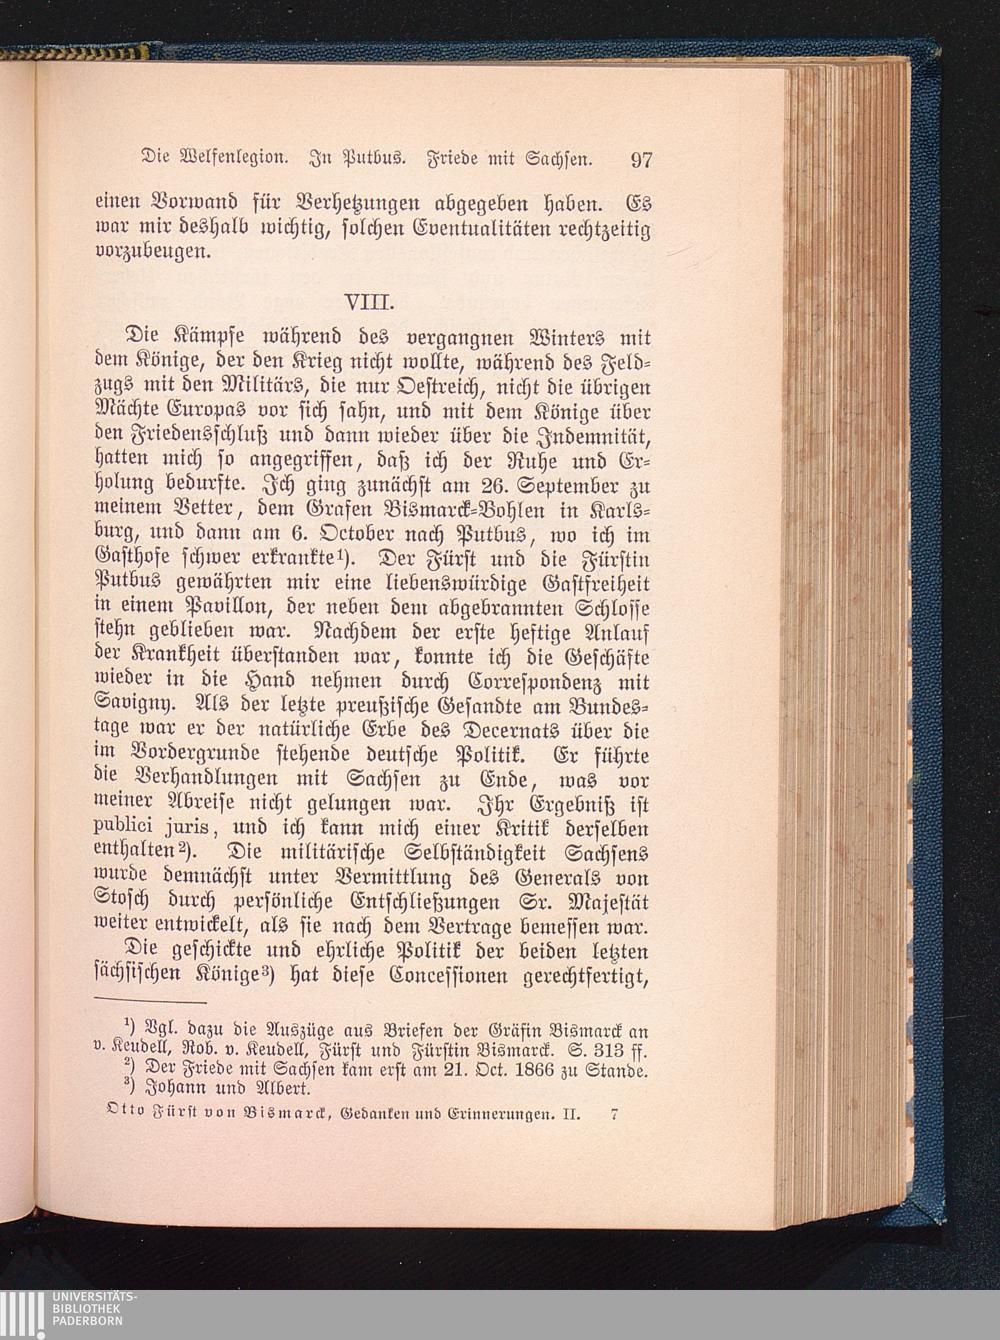 Die Welfenlegion. In Putbus. Friede mit Sachsen. 97
einen Vorwand für Verhetzungen abgegeben haben. Es
war mir deshalb wichtig, solchen Eventualitäten rechtzeitig
vorzubeugen.
VIII.
Die Kämpfe während des vergangnen Winters mit
dem Könige, der den Krieg nicht wollte, während des Feld-
zugs mit den Militärs, die nur Oestreich, nicht die übrigen
Mächte Europas vor sich sahn, und mit dem Könige über
den Friedensschluß und dann wieder über die Indemnität,
hatten mich so angegriffen, daß ich der Ruhe und Er-
holung bedurfte. Ich ging zunächst am 26. September zu
meinem Vetter, dem Grafen Bismarck-Bohlen in Karls-
burg, und dann am 6. October nach Putbus, wo ich im
Gasthofe schwer erkrankte¹). Der Fürst und die Fürstin
Putbus gewährten mir eine liebenswürdige Gastfreiheit
in einem Pavillon, der neben dem abgebrannten Schlosse
stehn geblieben war. Nachdem der erste heftige Anlauf
der Krankheit überstanden war, konnte ich die Geschäfte
wieder in die Hand nehmen durch Correspondenz mit
Savigny. Als der letzte preußische Gesandte am Bundes-
tage war er der natürliche Erbe des Decernats über die
im Vordergrunde stehende deutsche Politik. Er führte
die Verhandlungen mit Sachsen zu Ende, was vor
meiner Abreise nicht gelungen war. Ihr Ergebniß ist
publici juris, und ich kann mich einer Kritik derselben
enthalten²). Die militärische Selbständigkeit Sachsens
wurde demnächst unter Vermittlung des Generals von
Stosch durch persönliche Entschließungen Sr. Majestät
weiter entwickelt, als sie nach dem Vertrage bemessen war.
Die geschickte und ehrliche Politik der beiden letzten
sächsischen Könige³) hat diese Concessionen gerechtfertigt,
¹) Vgl. dazu die Auszüge aus Briefen der Gräfin Bismarck an
v. Keudell, Rob. v. Keudell, Fürst und Fürstin Bismarck. S. 313 ff.
²) Der Friede mit Sachsen kam erst am 21. Oct. 1866 zu Stande.
³) Johann und Albert.
Otto Fürst von Bismarck, Gedanken und Erinnerungen. II. 7
UNIVERSITÄTS-
BIBLIOTHEK
PADERBORN